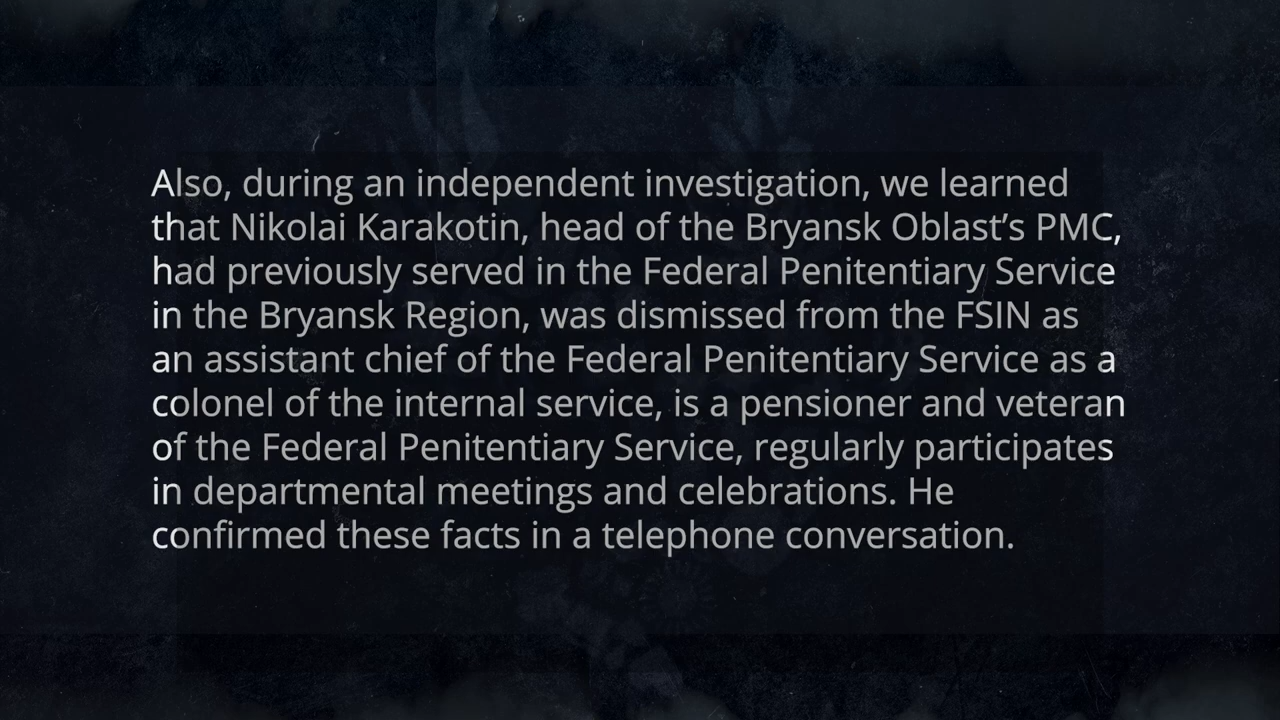 Also, during an independent investigation, we learned
that Nikolai Karakotin, head of the Bryansk Oblast’s PMC,
had previously served in the Federal Penitentiary Service
in the Bryansk Region, was dismissed from the FSIN as
an assistant chief of the Federal Penitentiary Service as a
colonel of the internal service, is a pensioner and veteran
of the Federal Penitentiary Service, regularly participates
in departmental meetings and celebrations. He
confirmed these facts in a telephone conversation.